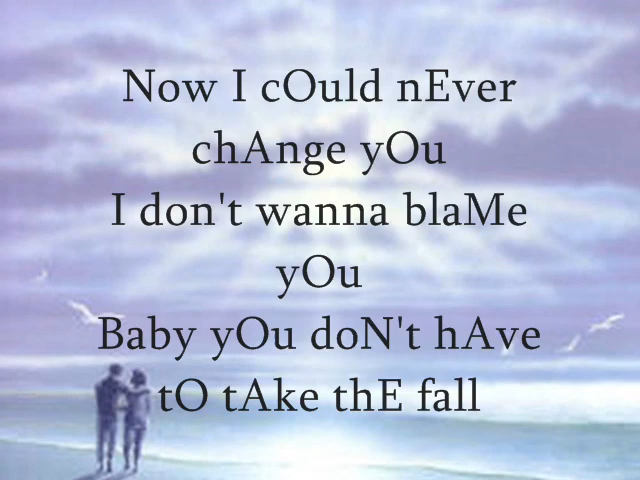 Now I cOuld nEver
chAnge yOu
I don't wanna blaMe
yOu
Baby yOu doN't hAve
tO tAke thE fall